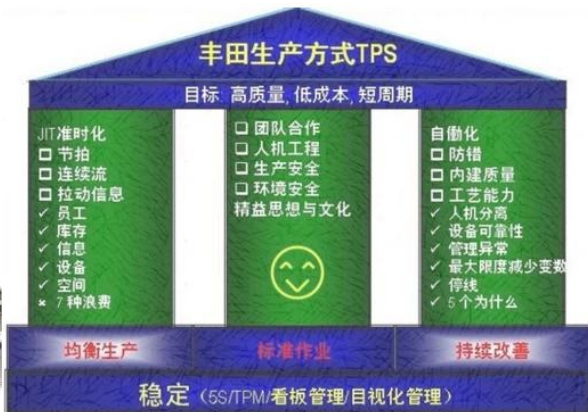 丰田生产方式TPS
目标: 高质量, 低成本, 短周期
JIT准时化
□ 节拍
□ 连续流
□ 拉动信息
✓ 员工
✓ 库存
✓ 信息
✓ 设备
✓ 空间
× 7种浪费
□ 团队合作
□ 人机工程
□ 生产安全
□ 环境安全
精益思想与文化
自働化
□ 防错
□ 内建质量
□ 工艺能力
✓ 人机分离
✓ 设备可靠性
✓ 管理异常
✓ 最大限度减少变数
✓ 停线
✓ 5个为什么
均衡生产
标准作业
持续改善
稳定（5S/TPM/看板管理/目视化管理）